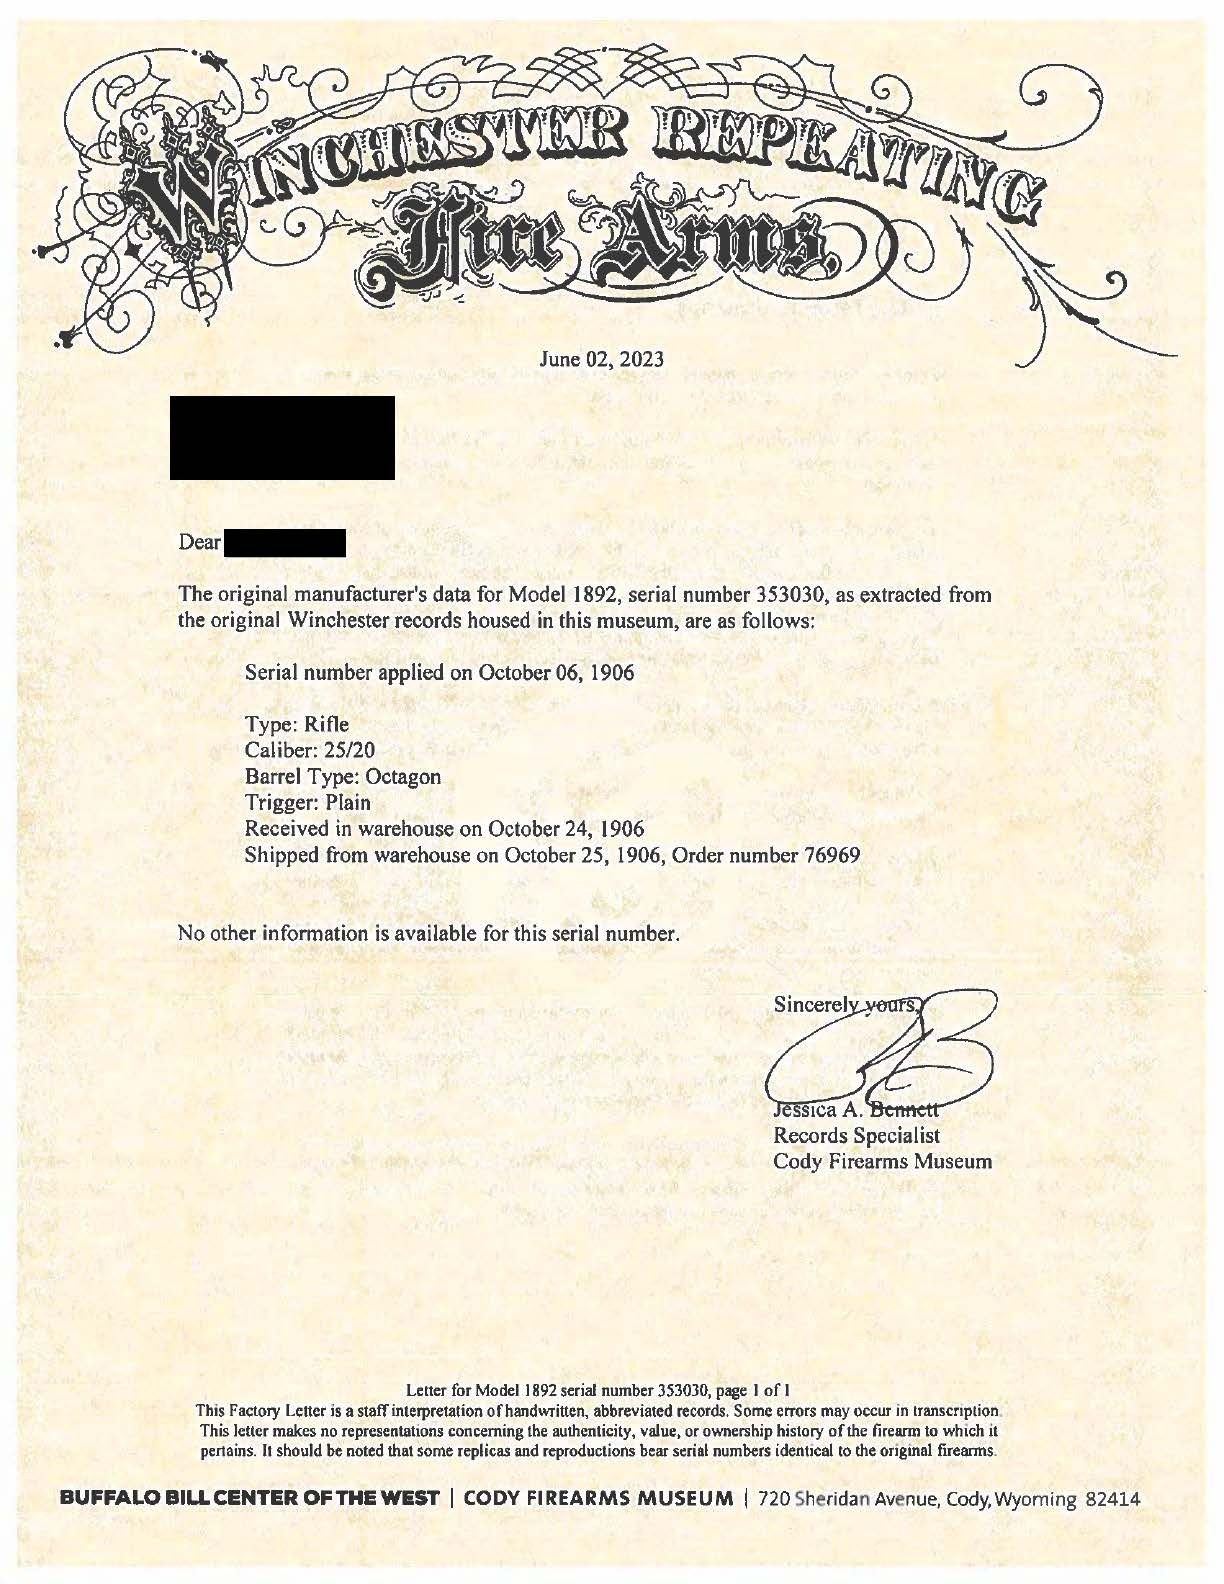 WINCHESTER REPEATING
Fire Arms.
June 02, 2023
Dear
The original manufacturer's data for Model 1892, serial number 353030, as extracted from
the original Winchester records housed in this museum, are as follows:
Serial number applied on October 06, 1906
Type: Rifle
Caliber: 25/20
Barrel Type: Octagon
Trigger: Plain
Received in warehouse on October 24, 1906
Shipped from warehouse on October 25, 1906, Order number 76969
No other information is available for this serial number.
Sincerely yours,
Jessica A. Bennett
Records Specialist
Cody Firearms Museum
Letter for Model 1892 serial number 353030, page 1 of 1
This Factory Letter is a staff interpretation of handwritten, abbreviated records. Some errors may occur in transcription.
This letter makes no representations concerning the authenticity, value, or ownership history of the firearm to which it
pertains. It should be noted that some replicas and reproductions bear serial numbers identical to the original firearms.
BUFFALO BILL CENTER OF THE WEST | CODY FIREARMS MUSEUM | 720 Sheridan Avenue, Cody, Wyoming 82414